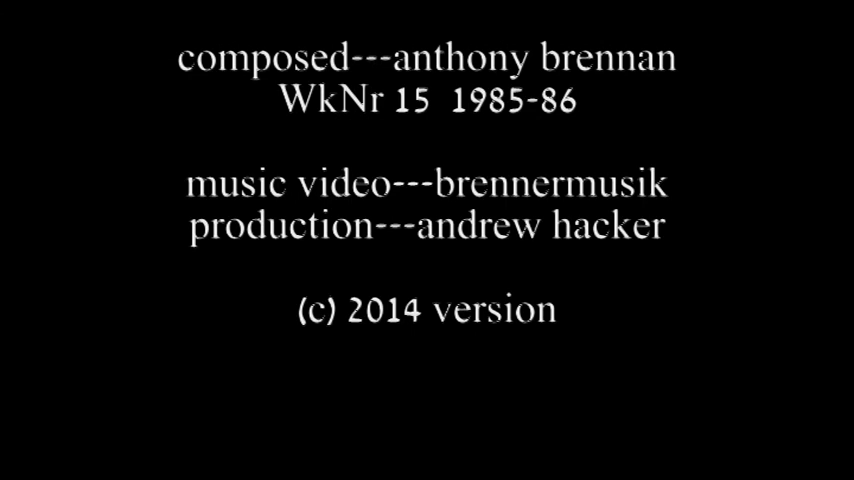 composed---anthony brennan
WkNr 15 1985-86
music video---brennermusik
production---andrew hacker
(c) 2014 version